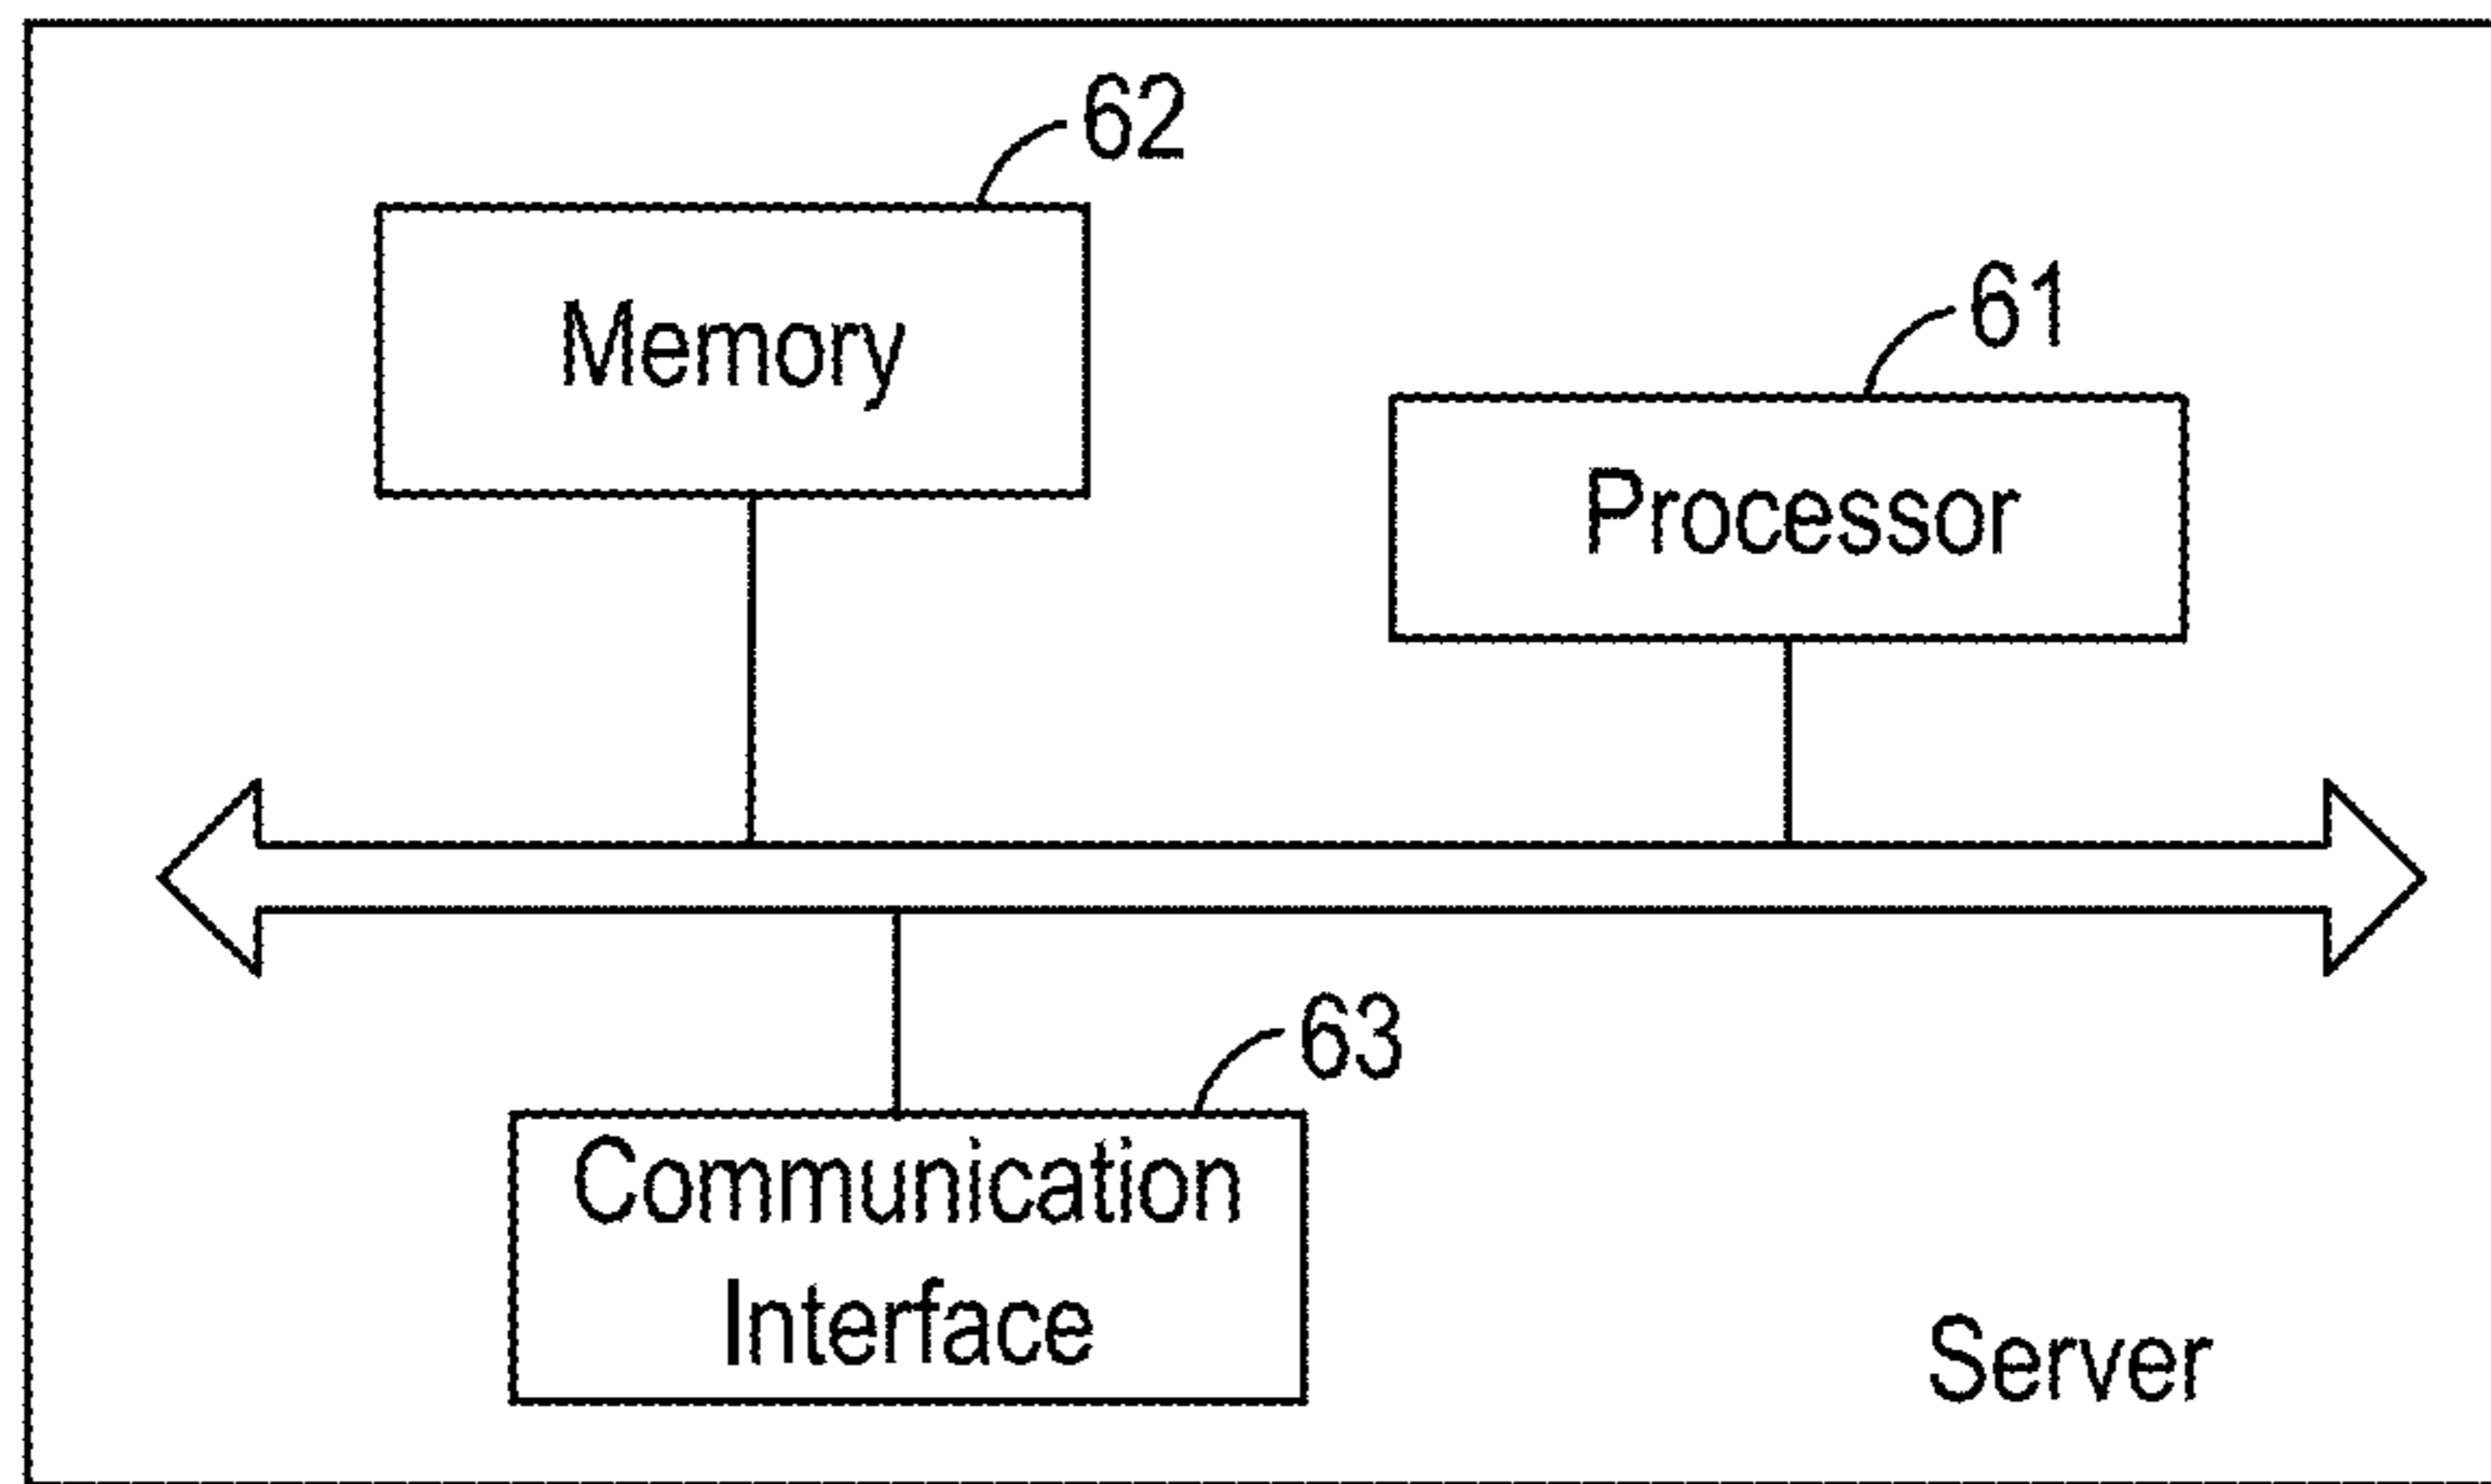 62
Memory
61
Processor
63
Communication
Interface
Server